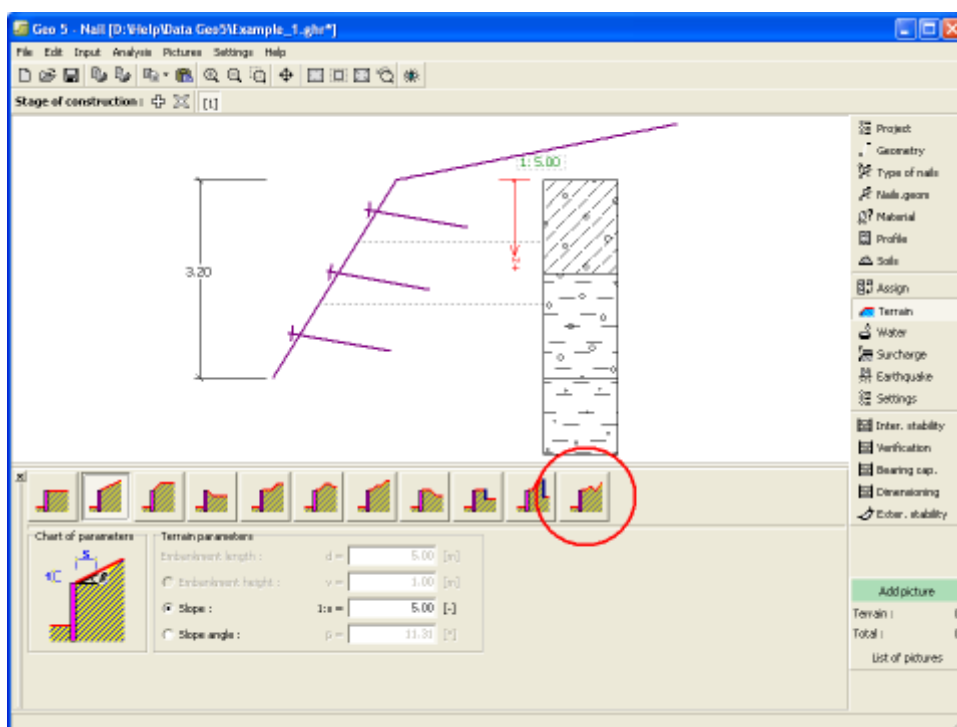 Geo 5 - Nail [D:\Help\Data Geo5\Example_1.ghr*]
File Edit Input Analysis Pictures Settings Help
Stage of construction : [1]
1:5.00
3.20
+z
Project
Geometry
Type of nails
Nails.geom
Material
Profile
Soils
Assign
Terrain
Water
Surcharge
Earthquake
Settings
Inter. stability
Verification
Bearing cap.
Dimensioning
Exter. stability
Chart of parameters
Terrain parameters
Embankment length : d = 5.00 [m]
Embankment height : v = 1.00 [m]
Slope : 1:s = 5.00 [-]
Slope angle : β = 11.31 [°]
Add picture
Terrain :
Total :
List of pictures